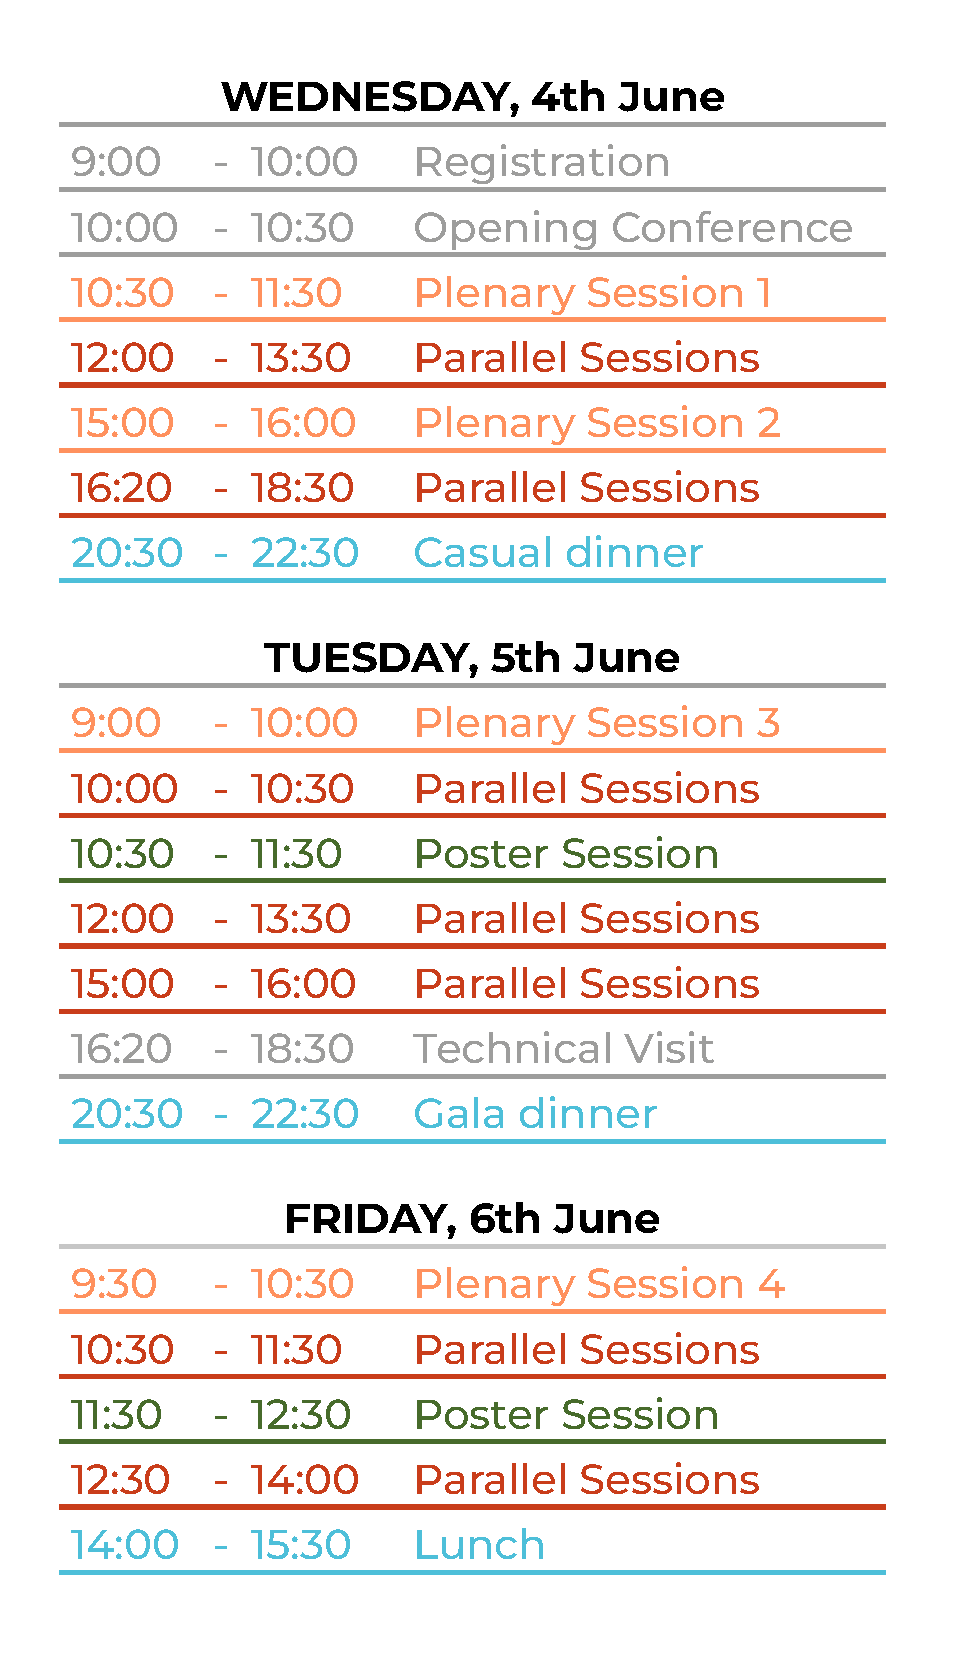 WEDNESDAY, 4th June
9:00 - 10:00 Registration
10:00 - 10:30 Opening Conference
10:30 - 11:30 Plenary Session 1
12:00 - 13:30 Parallel Sessions
15:00 - 16:00 Plenary Session 2
16:20 - 18:30 Parallel Sessions
20:30 - 22:30 Casual dinner
TUESDAY, 5th June
9:00 - 10:00 Plenary Session 3
10:00 - 10:30 Parallel Sessions
10:30 - 11:30 Poster Session
12:00 - 13:30 Parallel Sessions
15:00 - 16:00 Parallel Sessions
16:20 - 18:30 Technical Visit
20:30 - 22:30 Gala dinner
FRIDAY, 6th June
9:30 - 10:30 Plenary Session 4
10:30 - 11:30 Parallel Sessions
11:30 - 12:30 Poster Session
12:30 - 14:00 Parallel Sessions
14:00 - 15:30 Lunch